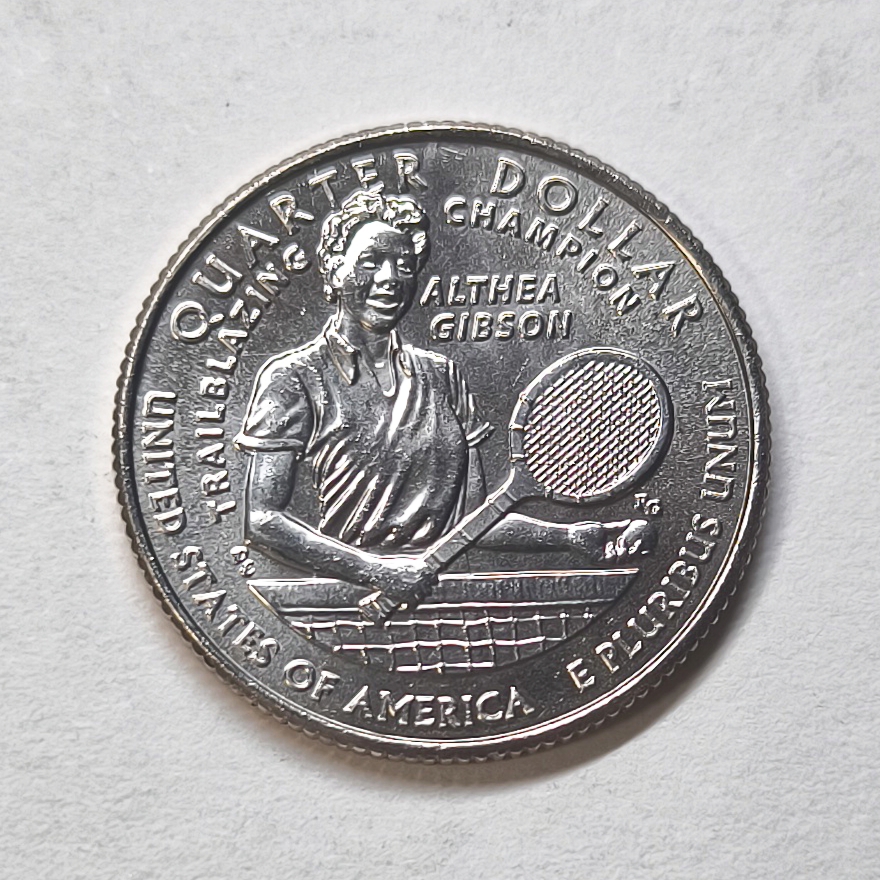 QUARTER DOLLAR
TRAILBLAZING CHAMPION
ALTHEA
GIBSON
UNITED STATES OF AMERICA
E PLURIBUS UNUM